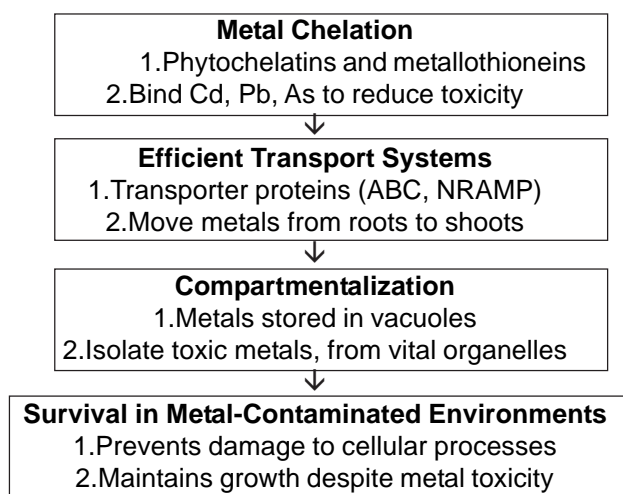 Metal Chelation
1.Phytochelatins and metallothioneins
2.Bind Cd, Pb, As to reduce toxicity
Efficient Transport Systems
1.Transporter proteins (ABC, NRAMP)
2.Move metals from roots to shoots
Compartmentalization
1.Metals stored in vacuoles
2.Isolate toxic metals, from vital organelles
Survival in Metal-Contaminated Environments
1.Prevents damage to cellular processes
2.Maintains growth despite metal toxicity